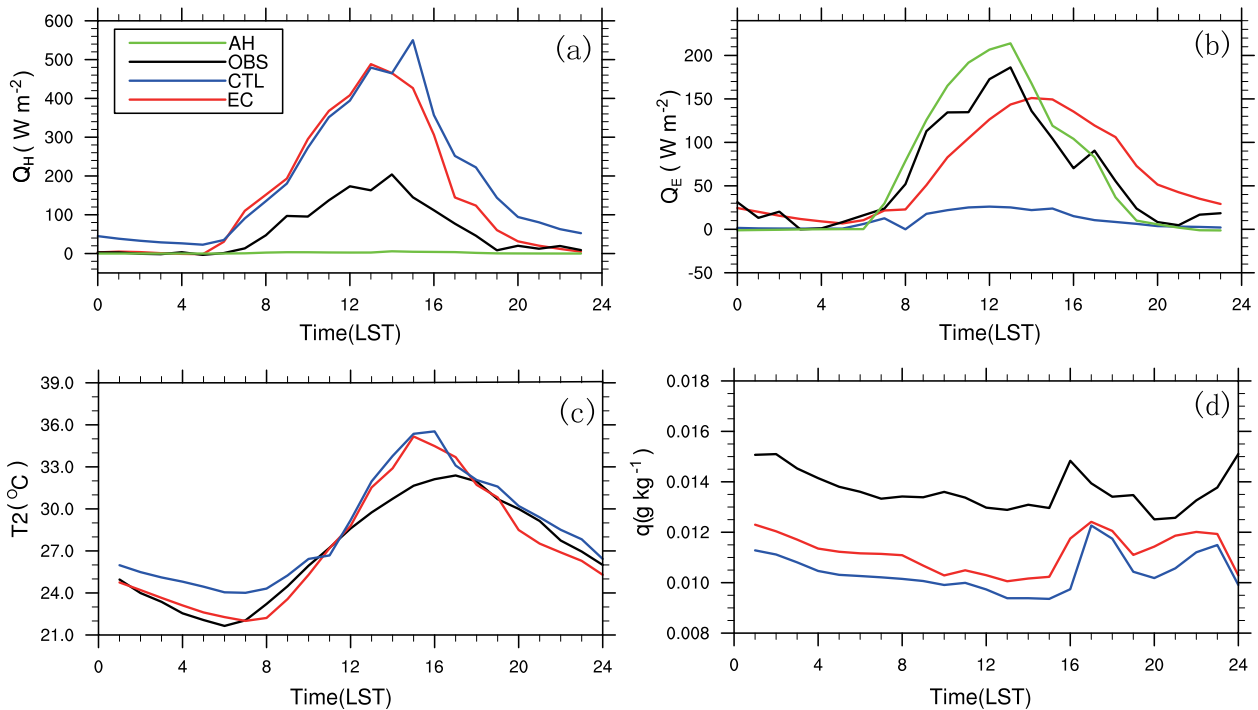 600
500
400
300
200
100
0
Q_H ( W m^-2)
AH
OBS
CTL
EC
(a)
0 4 8 12 16 20 24
Time(LST)
200
150
100
50
0
-50
Q_E ( W m^-2)
(b)
0 4 8 12 16 20 24
Time(LST)
39.0
36.0
33.0
30.0
27.0
24.0
21.0
T2(°C)
(c)
0 4 8 12 16 20 24
Time(LST)
0.018
0.016
0.014
0.012
0.010
0.008
q(g kg^-1)
(d)
0 4 8 12 16 20 24
Time(LST)